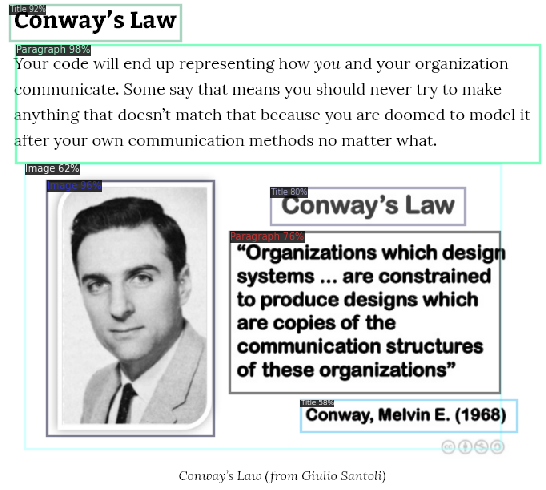 Title 92%
Conway's Law
Paragraph 98%
Your code will end up representing how you and your organization
communicate. Some say that means you should never try to make
anything that doesn't match that because you are doomed to model it
after your own communication methods no matter what.
Image 62%
Image 96%
Title 80%
Conway's Law
Paragraph 76%
“Organizations which design
systems ... are constrained
to produce designs which
are copies of the
communication structures
of these organizations”
Title 58%
Conway, Melvin E. (1968)
Conway's Law (from Giulio Santoli)